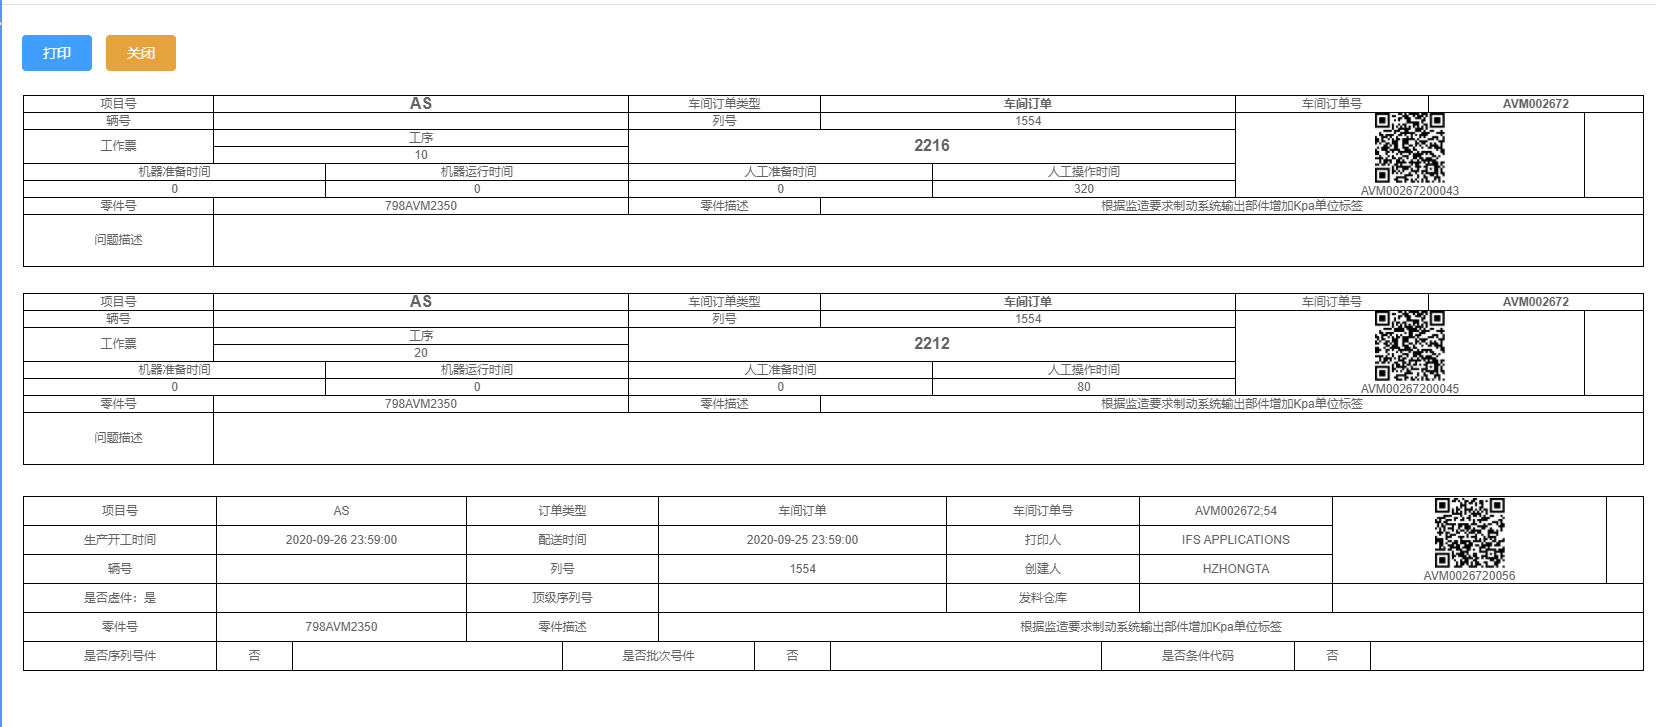 打印 关闭
项目号 AS 车间订单类型 车间订单 车间订单号 AVM002672
辆号 列号 1554
工作票 工序 2216
10
机器准备时间 机器运行时间 人工准备时间 人工操作时间
0 0 0 320 AVM00267200043
零件号 798AVM2350 零件描述 根据监造要求制动系统输出部件增加Kpa单位标签
问题描述
项目号 AS 车间订单类型 车间订单 车间订单号 AVM002672
辆号 列号 1554
工作票 工序 2212
20
机器准备时间 机器运行时间 人工准备时间 人工操作时间
0 0 0 80 AVM00267200045
零件号 798AVM2350 零件描述 根据监造要求制动系统输出部件增加Kpa单位标签
问题描述
项目号 AS 订单类型 车间订单 车间订单号 AVM002672;54
生产开工时间 2020-09-26 23:59:00 配送时间 2020-09-25 23:59:00 打印人 IFS APPLICATIONS
辆号 列号 1554 创建人 HZHONGTA AVM0026720056
是否虚件：是 顶级序列号 发料仓库
零件号 798AVM2350 零件描述 根据监造要求制动系统输出部件增加Kpa单位标签
是否序列号件 否 是否批次号件 否 是否条件代码 否